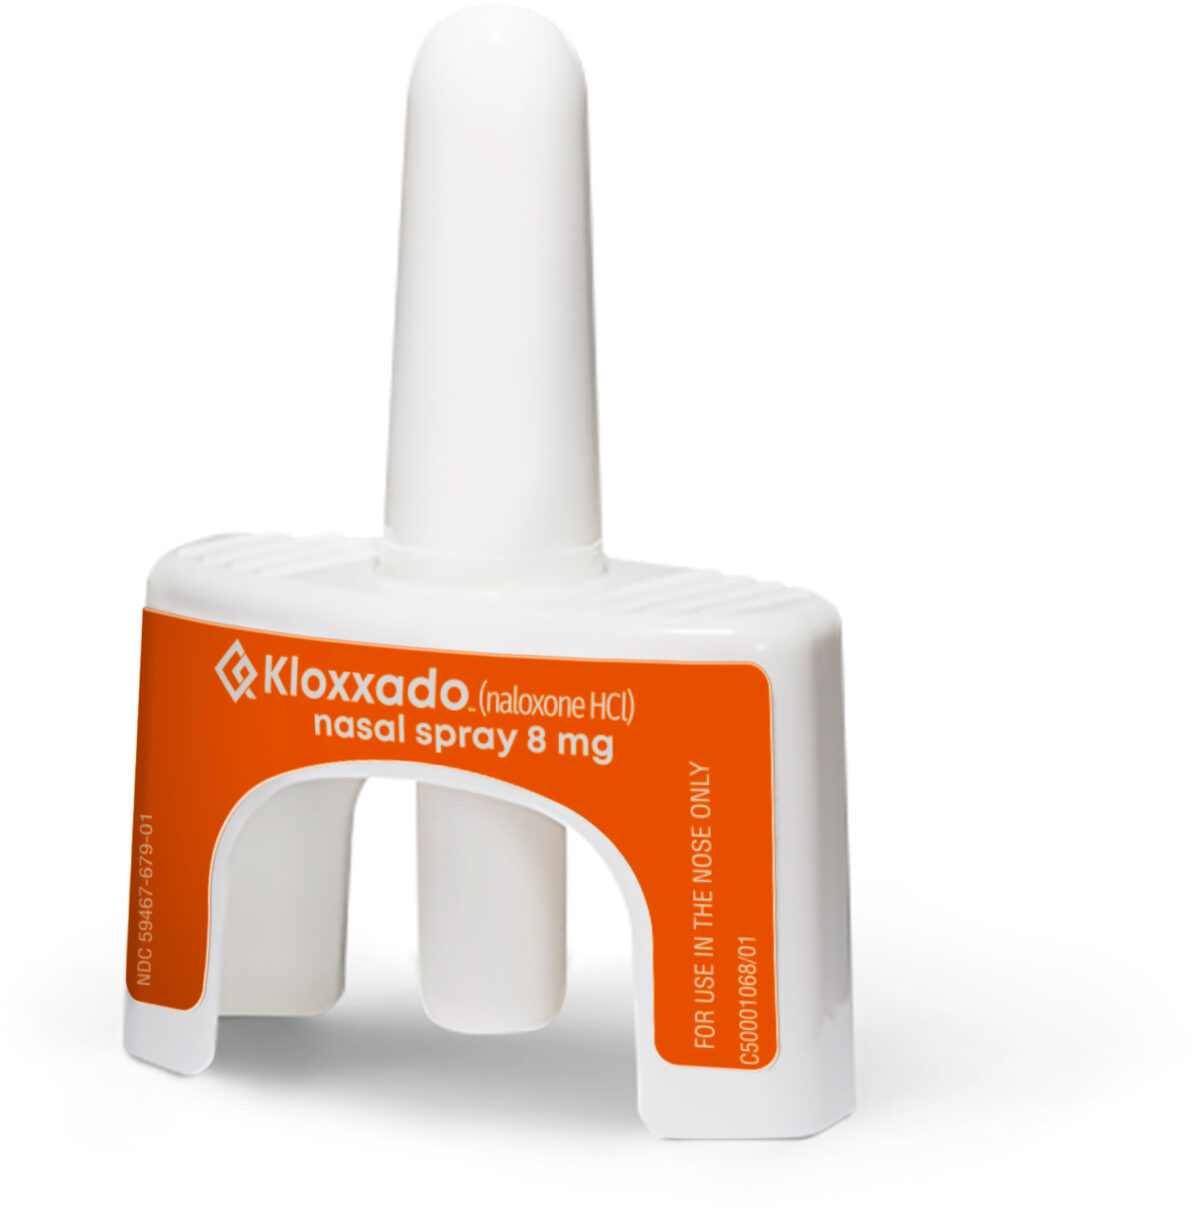 Kloxxado™ (naloxone HCl)
nasal spray 8 mg
NDC 59467-679-01
FOR USE IN THE NOSE ONLY
C50001068/01